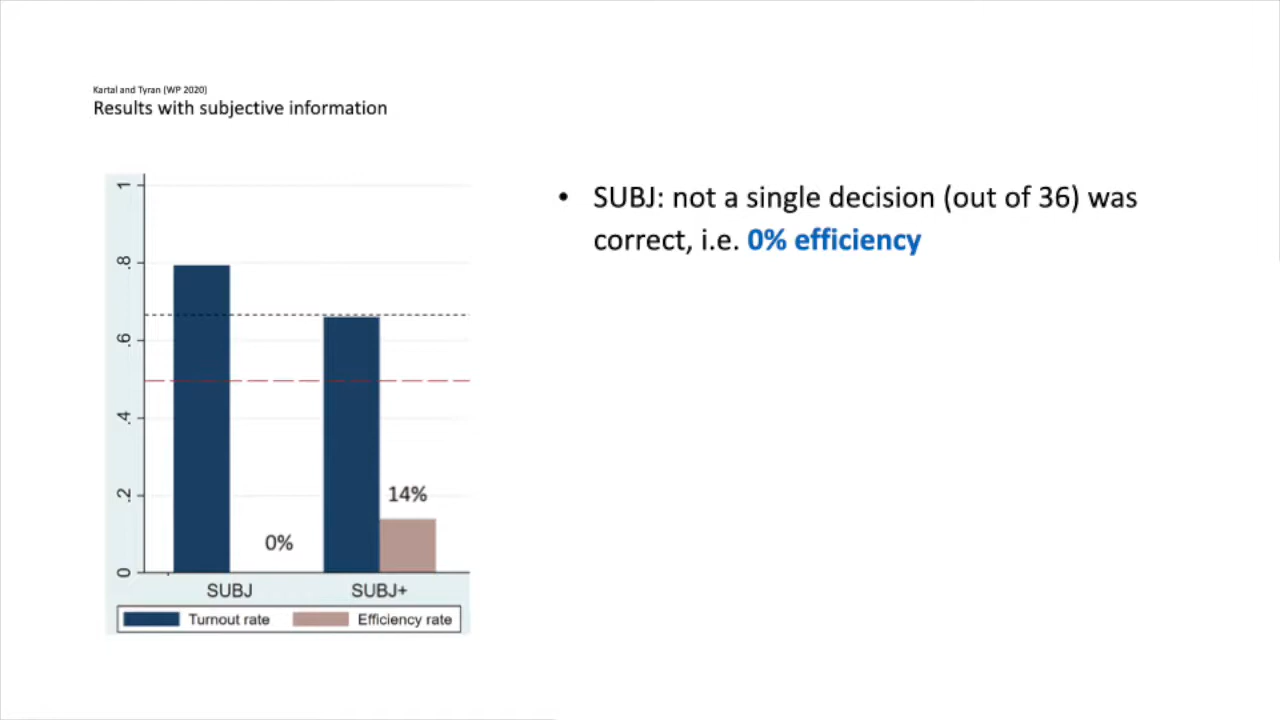 Kartal and Tyran (WP 2020)
Results with subjective information
• SUBJ: not a single decision (out of 36) was
correct, i.e. 0% efficiency
1
.8
.6
.4
.2
0
14%
0%
SUBJ SUBJ+
Turnout rate Efficiency rate